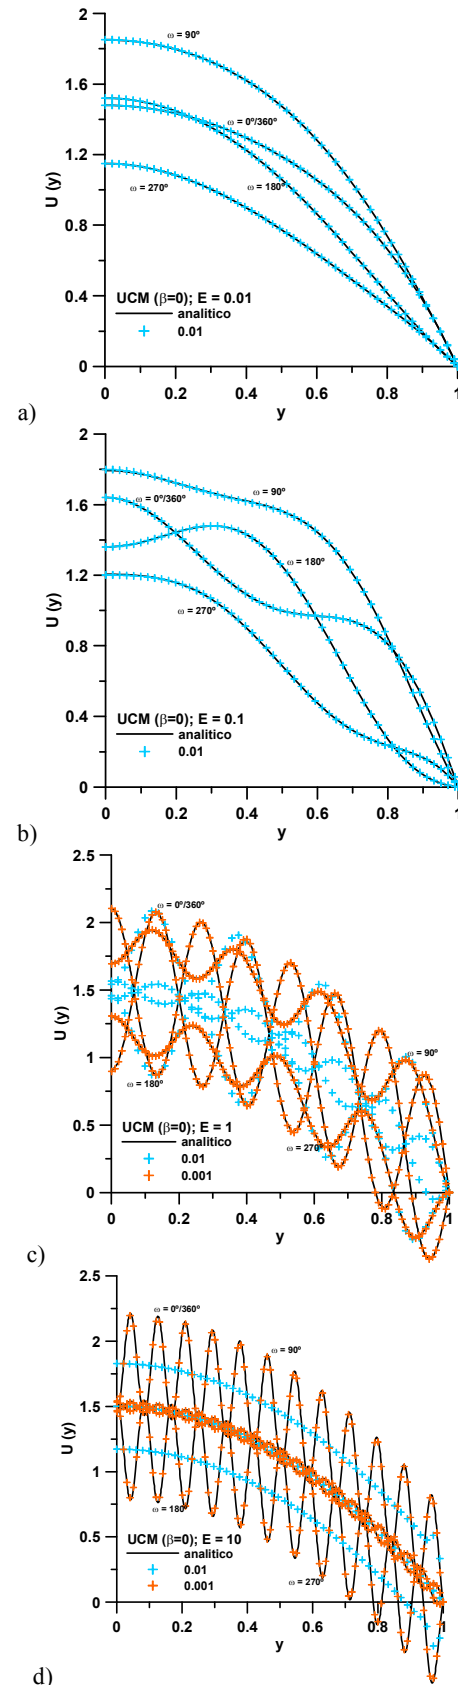 2
1.6
1.2
0.8
0.4
0
U (y)
ω = 90º
ω = 0º/360º
ω = 180º
ω = 270º
UCM (β=0); E = 0.01
analitico
0.01
0 0.2 0.4 0.6 0.8 1
y
a)
2
1.6
1.2
0.8
0.4
0
U (y)
ω = 0º/360º
ω = 90º
ω = 180º
ω = 270º
UCM (β=0); E = 0.1
analitico
0.01
0 0.2 0.4 0.6 0.8 1
y
b)
2.5
2
1.5
1
0.5
0
U (y)
ω = 0º/360º
ω = 90º
ω = 180º
ω = 270º
UCM (β=0); E = 1
analitico
0.01
0.001
0 0.2 0.4 0.6 0.8 1
y
c)
2.5
2
1.5
1
0.5
0
U (y)
ω = 0º/360º
ω = 90º
ω = 180º
ω = 270º
UCM (β=0); E = 10
analitico
0.01
0.001
0 0.2 0.4 0.6 0.8 1
y
d)